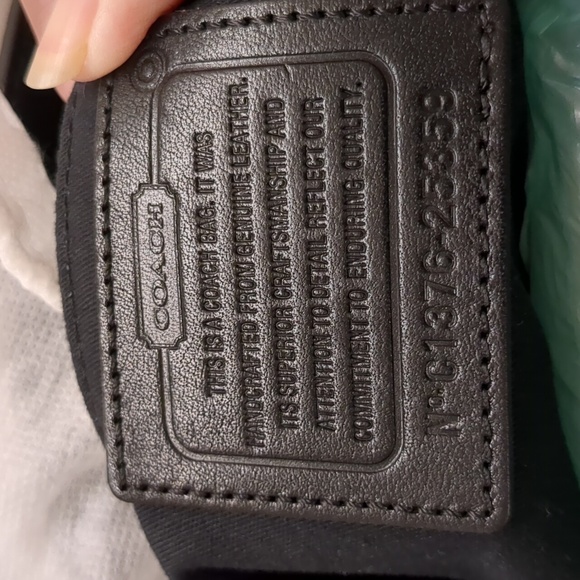 COACH
THIS IS A COACH BAG. IT WAS
HANDCRAFTED FROM GENUINE LEATHER.
ITS SUPERIOR CRAFTSMANSHIP AND
ATTENTION TO DETAIL REFLECT OUR
COMMITMENT TO ENDURING QUALITY.
Nº C1376-25359